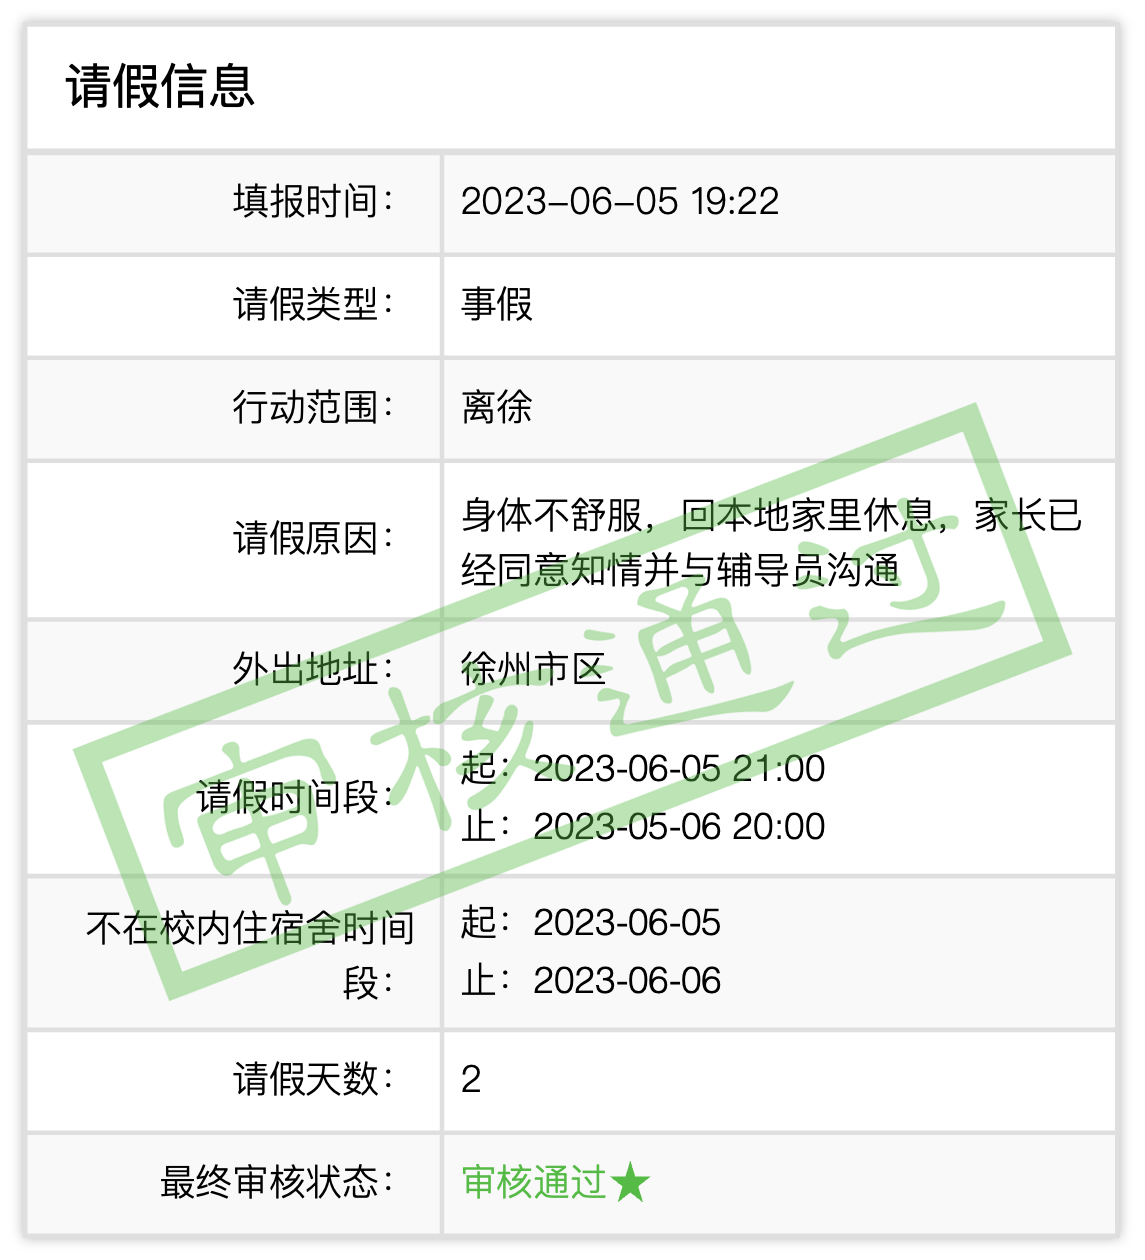 请假信息
填报时间： 2023-06-05 19:22
请假类型： 事假
行动范围： 离徐
请假原因： 身体不舒服，回本地家里休息，家长已
经同意知情并与辅导员沟通
外出地址： 徐州市区
请假时间段： 起：2023-06-05 21:00
止：2023-05-06 20:00
不在校内住宿舍时间
段： 起：2023-06-05
止：2023-06-06
请假天数： 2
最终审核状态： 审核通过★
审核通过